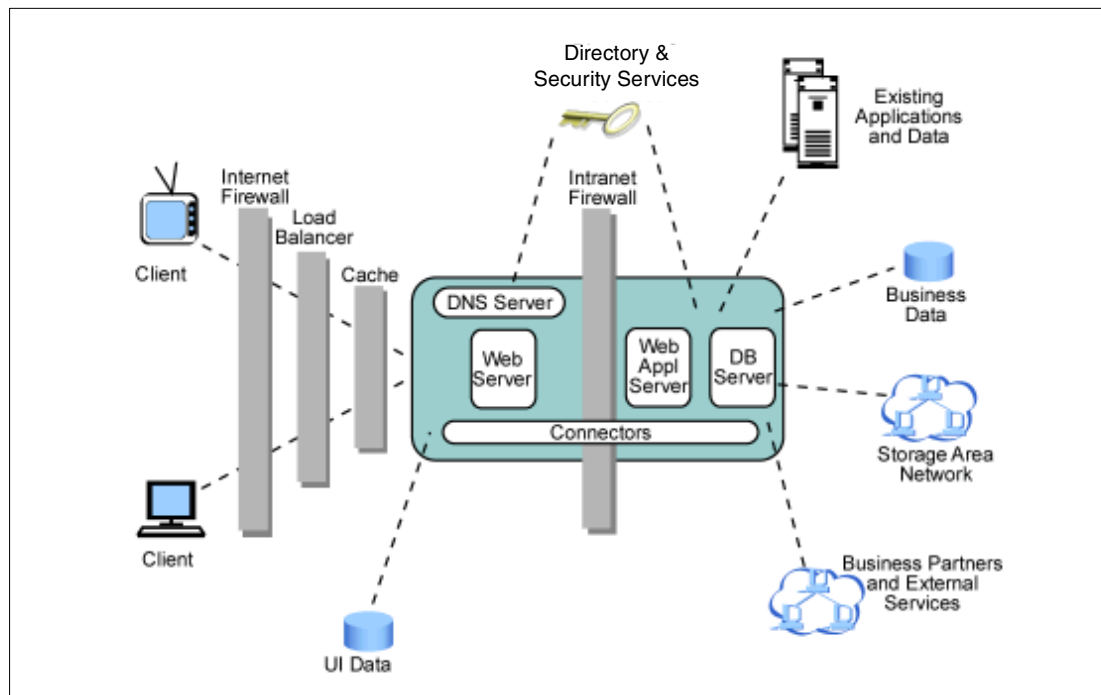 Directory &
Security Services
Existing
Applications
and Data
Internet
Firewall
Intranet
Firewall
Load
Balancer
Client
Cache
DNS Server
Business
Data
Web
Server
Web
Appl
Server
DB
Server
Connectors
Storage Area
Network
Client
Business Partners
and External
Services
UI Data